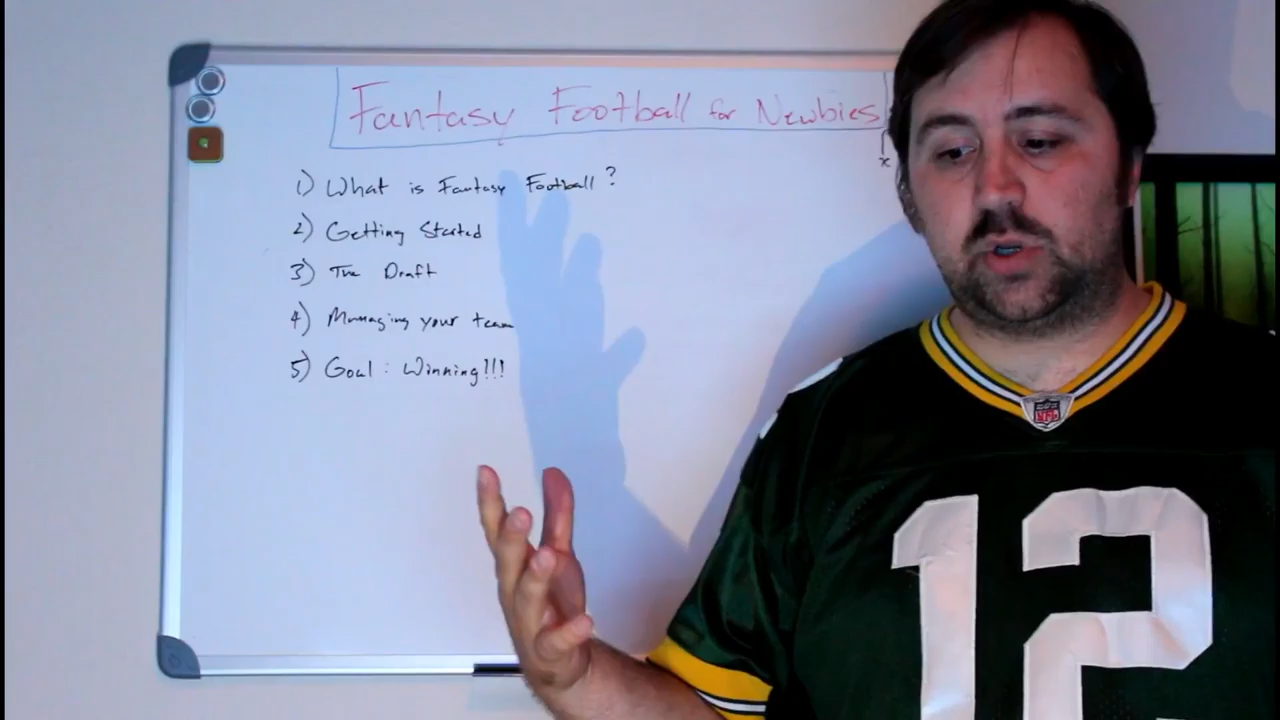 Fantasy Football for Newbies
x
1) What is Fantasy Football?
2) Getting Started
3) The Draft
4) Managing your team
5) Goal: Winning!!!
NFL
12